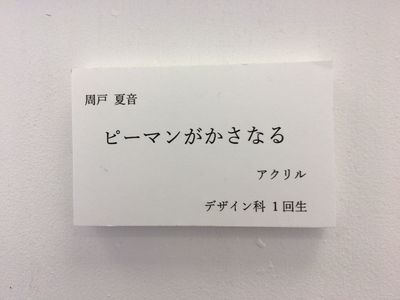 周戸 夏音
ピーマンがかさなる
アクリル
デザイン科 1回生